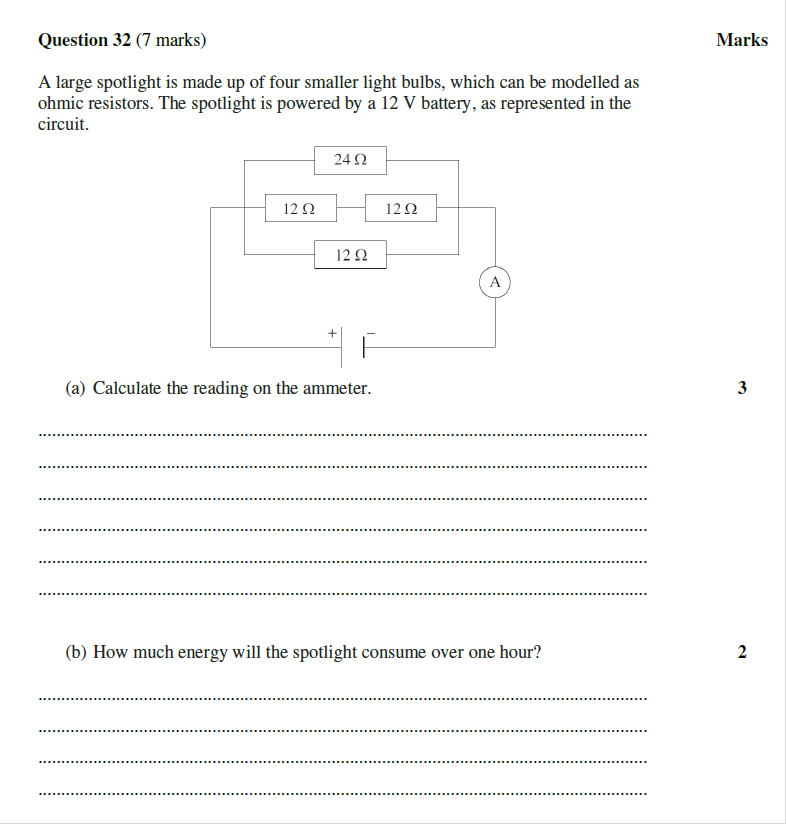 Question 32 (7 marks) Marks
A large spotlight is made up of four smaller light bulbs, which can be modelled as
ohmic resistors. The spotlight is powered by a 12 V battery, as represented in the
circuit.
24 Ω
12 Ω 12 Ω
12 Ω
A
+ −
(a) Calculate the reading on the ammeter. 3
(b) How much energy will the spotlight consume over one hour? 2